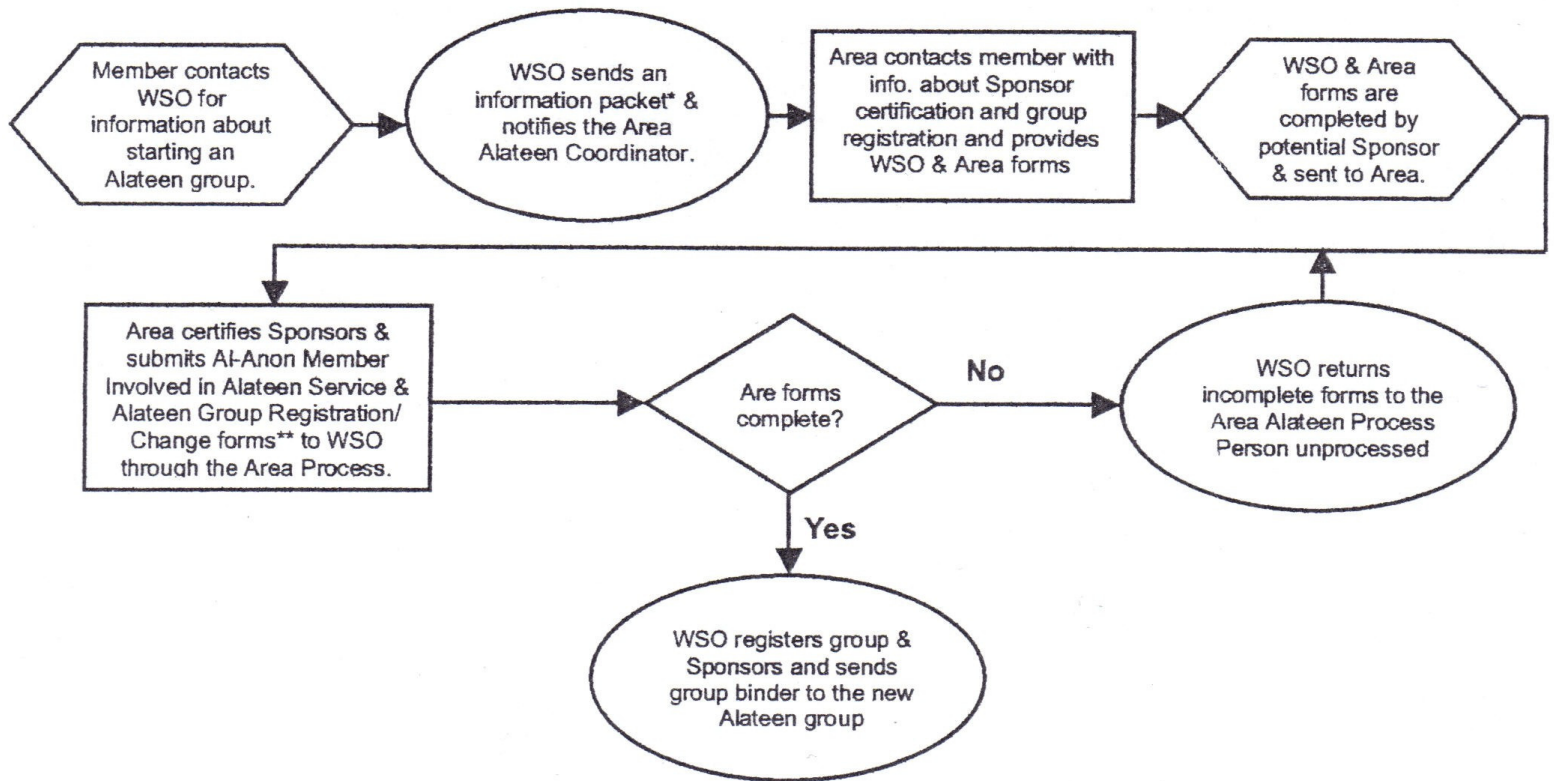 Member contacts
WSO for
information about
starting an
Alateen group.
WSO sends an
information packet* &
notifies the Area
Alateen Coordinator.
Area contacts member with
info. about Sponsor
certification and group
registration and provides
WSO & Area forms
WSO & Area
forms are
completed by
potential Sponsor
& sent to Area.
Area certifies Sponsors &
submits Al-Anon Member
Involved in Alateen Service &
Alateen Group Registration/
Change forms** to WSO
through the Area Process.
Are forms
complete?
No
WSO returns
incomplete forms to the
Area Alateen Process
Person unprocessed
Yes
WSO registers group &
Sponsors and sends
group binder to the new
Alateen group